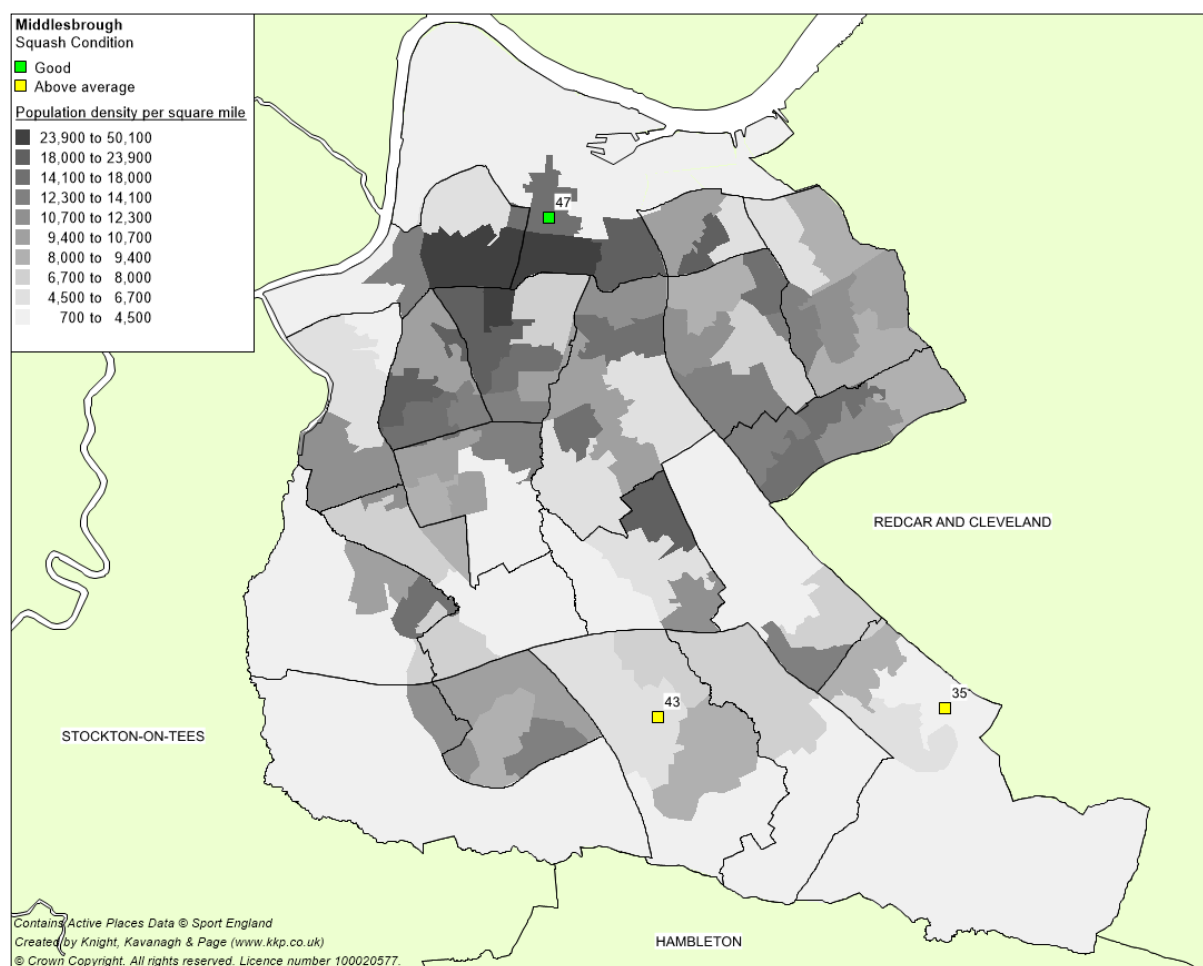 Middlesbrough
Squash Condition
Good
Above average
Population density per square mile
23,900 to 50,100
18,000 to 23,900
14,100 to 18,000
12,300 to 14,100
10,700 to 12,300
9,400 to 10,700
8,000 to 9,400
6,700 to 8,000
4,500 to 6,700
700 to 4,500
47
REDCAR AND CLEVELAND
35
43
STOCKTON-ON-TEES
Contains Active Places Data © Sport England
Created by Knight, Kavanagh & Page (www.kkp.co.uk)
© Crown Copyright. All rights reserved. Licence number 100020577.
HAMBLETON